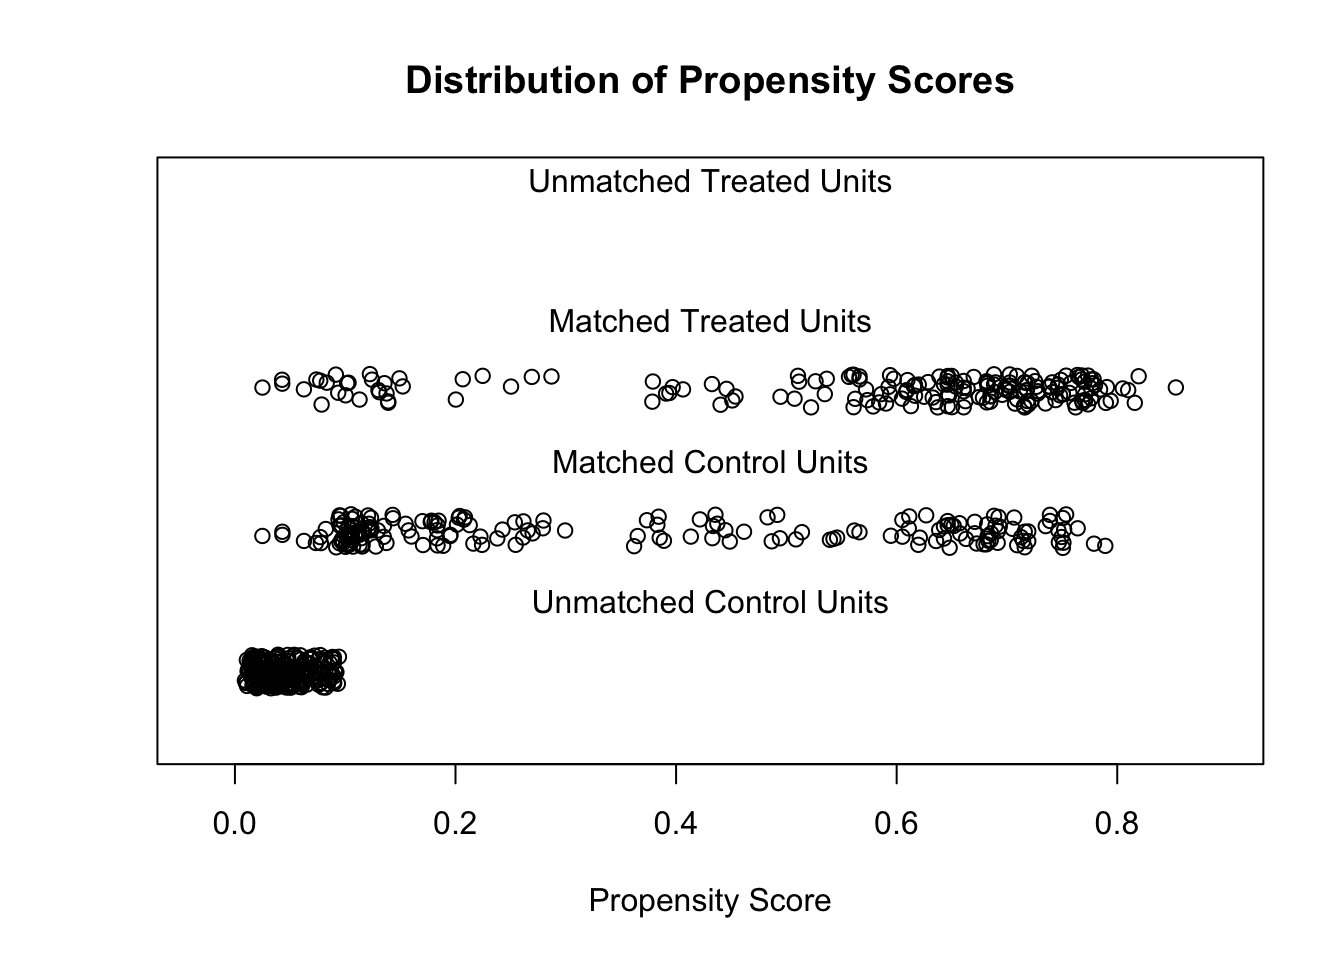 Distribution of Propensity Scores
Unmatched Treated Units
Matched Treated Units
Matched Control Units
Unmatched Control Units
0.0 0.2 0.4 0.6 0.8
Propensity Score